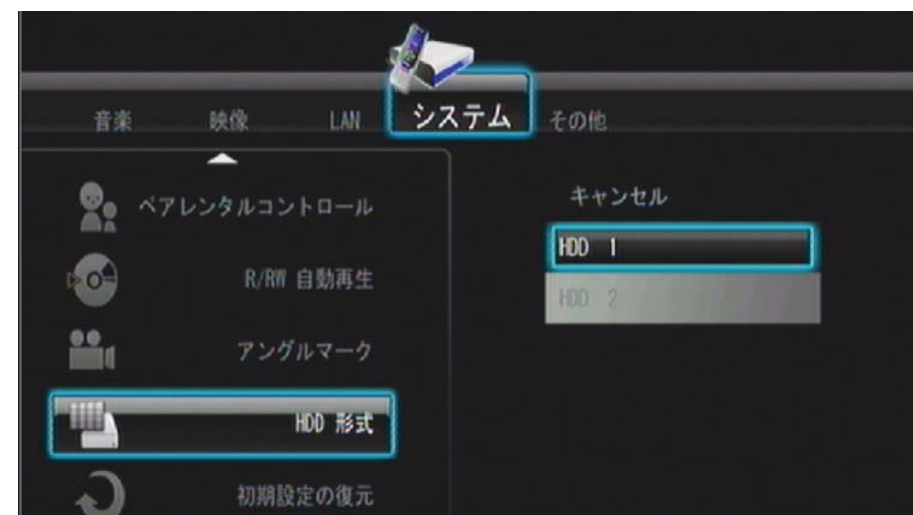 音楽 映像 LAN システム その他
ペアレンタルコントロール
R/RW 自動再生
アングルマーク
HDD 形式
初期設定の復元
キャンセル
HDD 1
HDD 2